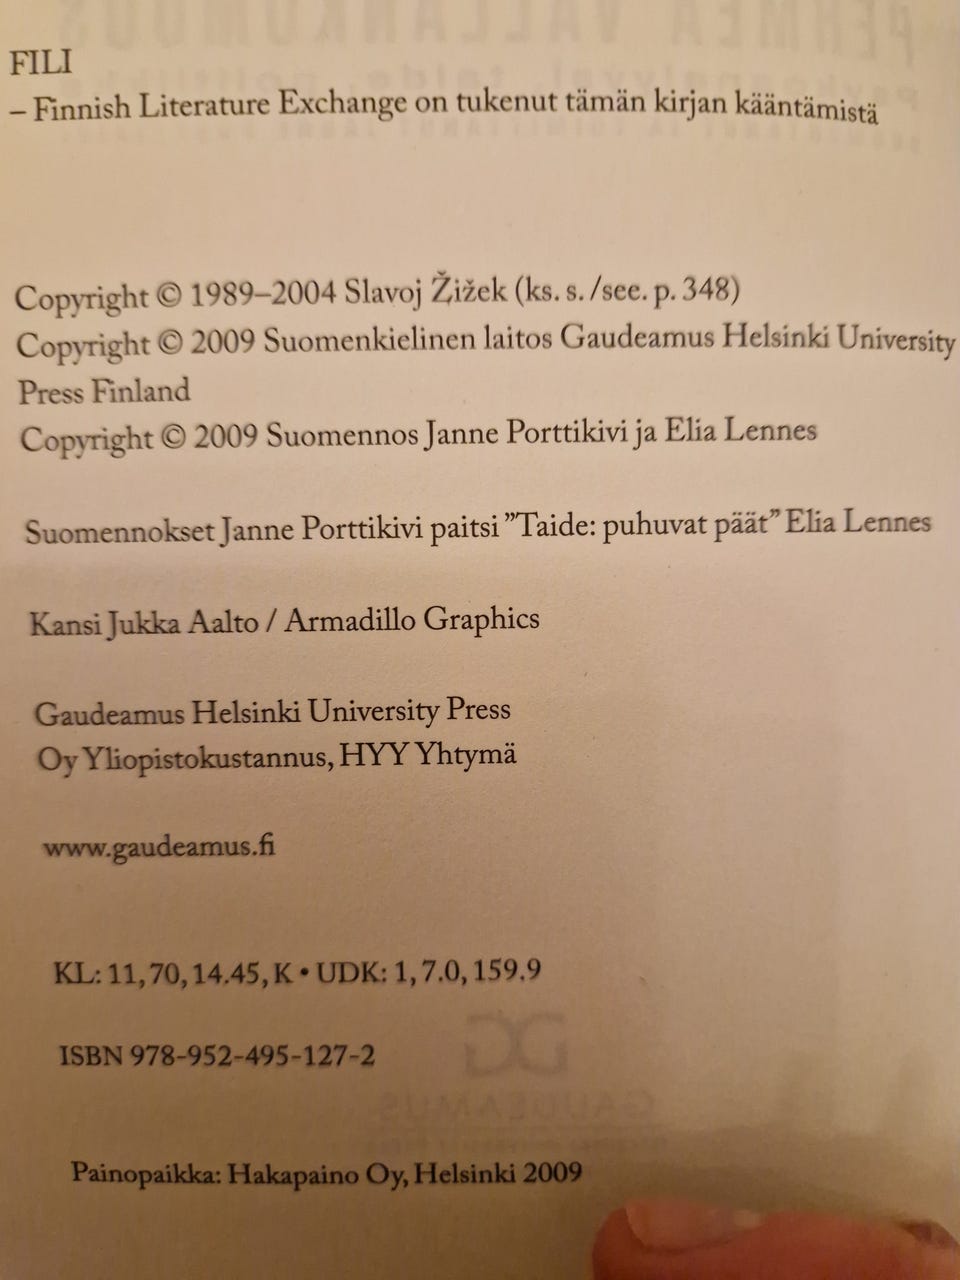 FILI
– Finnish Literature Exchange on tukenut tämän kirjan kääntämistä
Copyright © 1989–2004 Slavoj Žižek (ks. s. /see. p. 348)
Copyright © 2009 Suomenkielinen laitos Gaudeamus Helsinki University
Press Finland
Copyright © 2009 Suomennos Janne Porttikivi ja Elia Lennes
Suomennokset Janne Porttikivi paitsi ”Taide: puhuvat päät” Elia Lennes
Kansi Jukka Aalto / Armadillo Graphics
Gaudeamus Helsinki University Press
Oy Yliopistokustannus, HYY Yhtymä
www.gaudeamus.fi
KL: 11, 70, 14.45, K • UDK: 1, 7.0, 159.9
ISBN 978-952-495-127-2
Painopaikka: Hakapaino Oy, Helsinki 2009